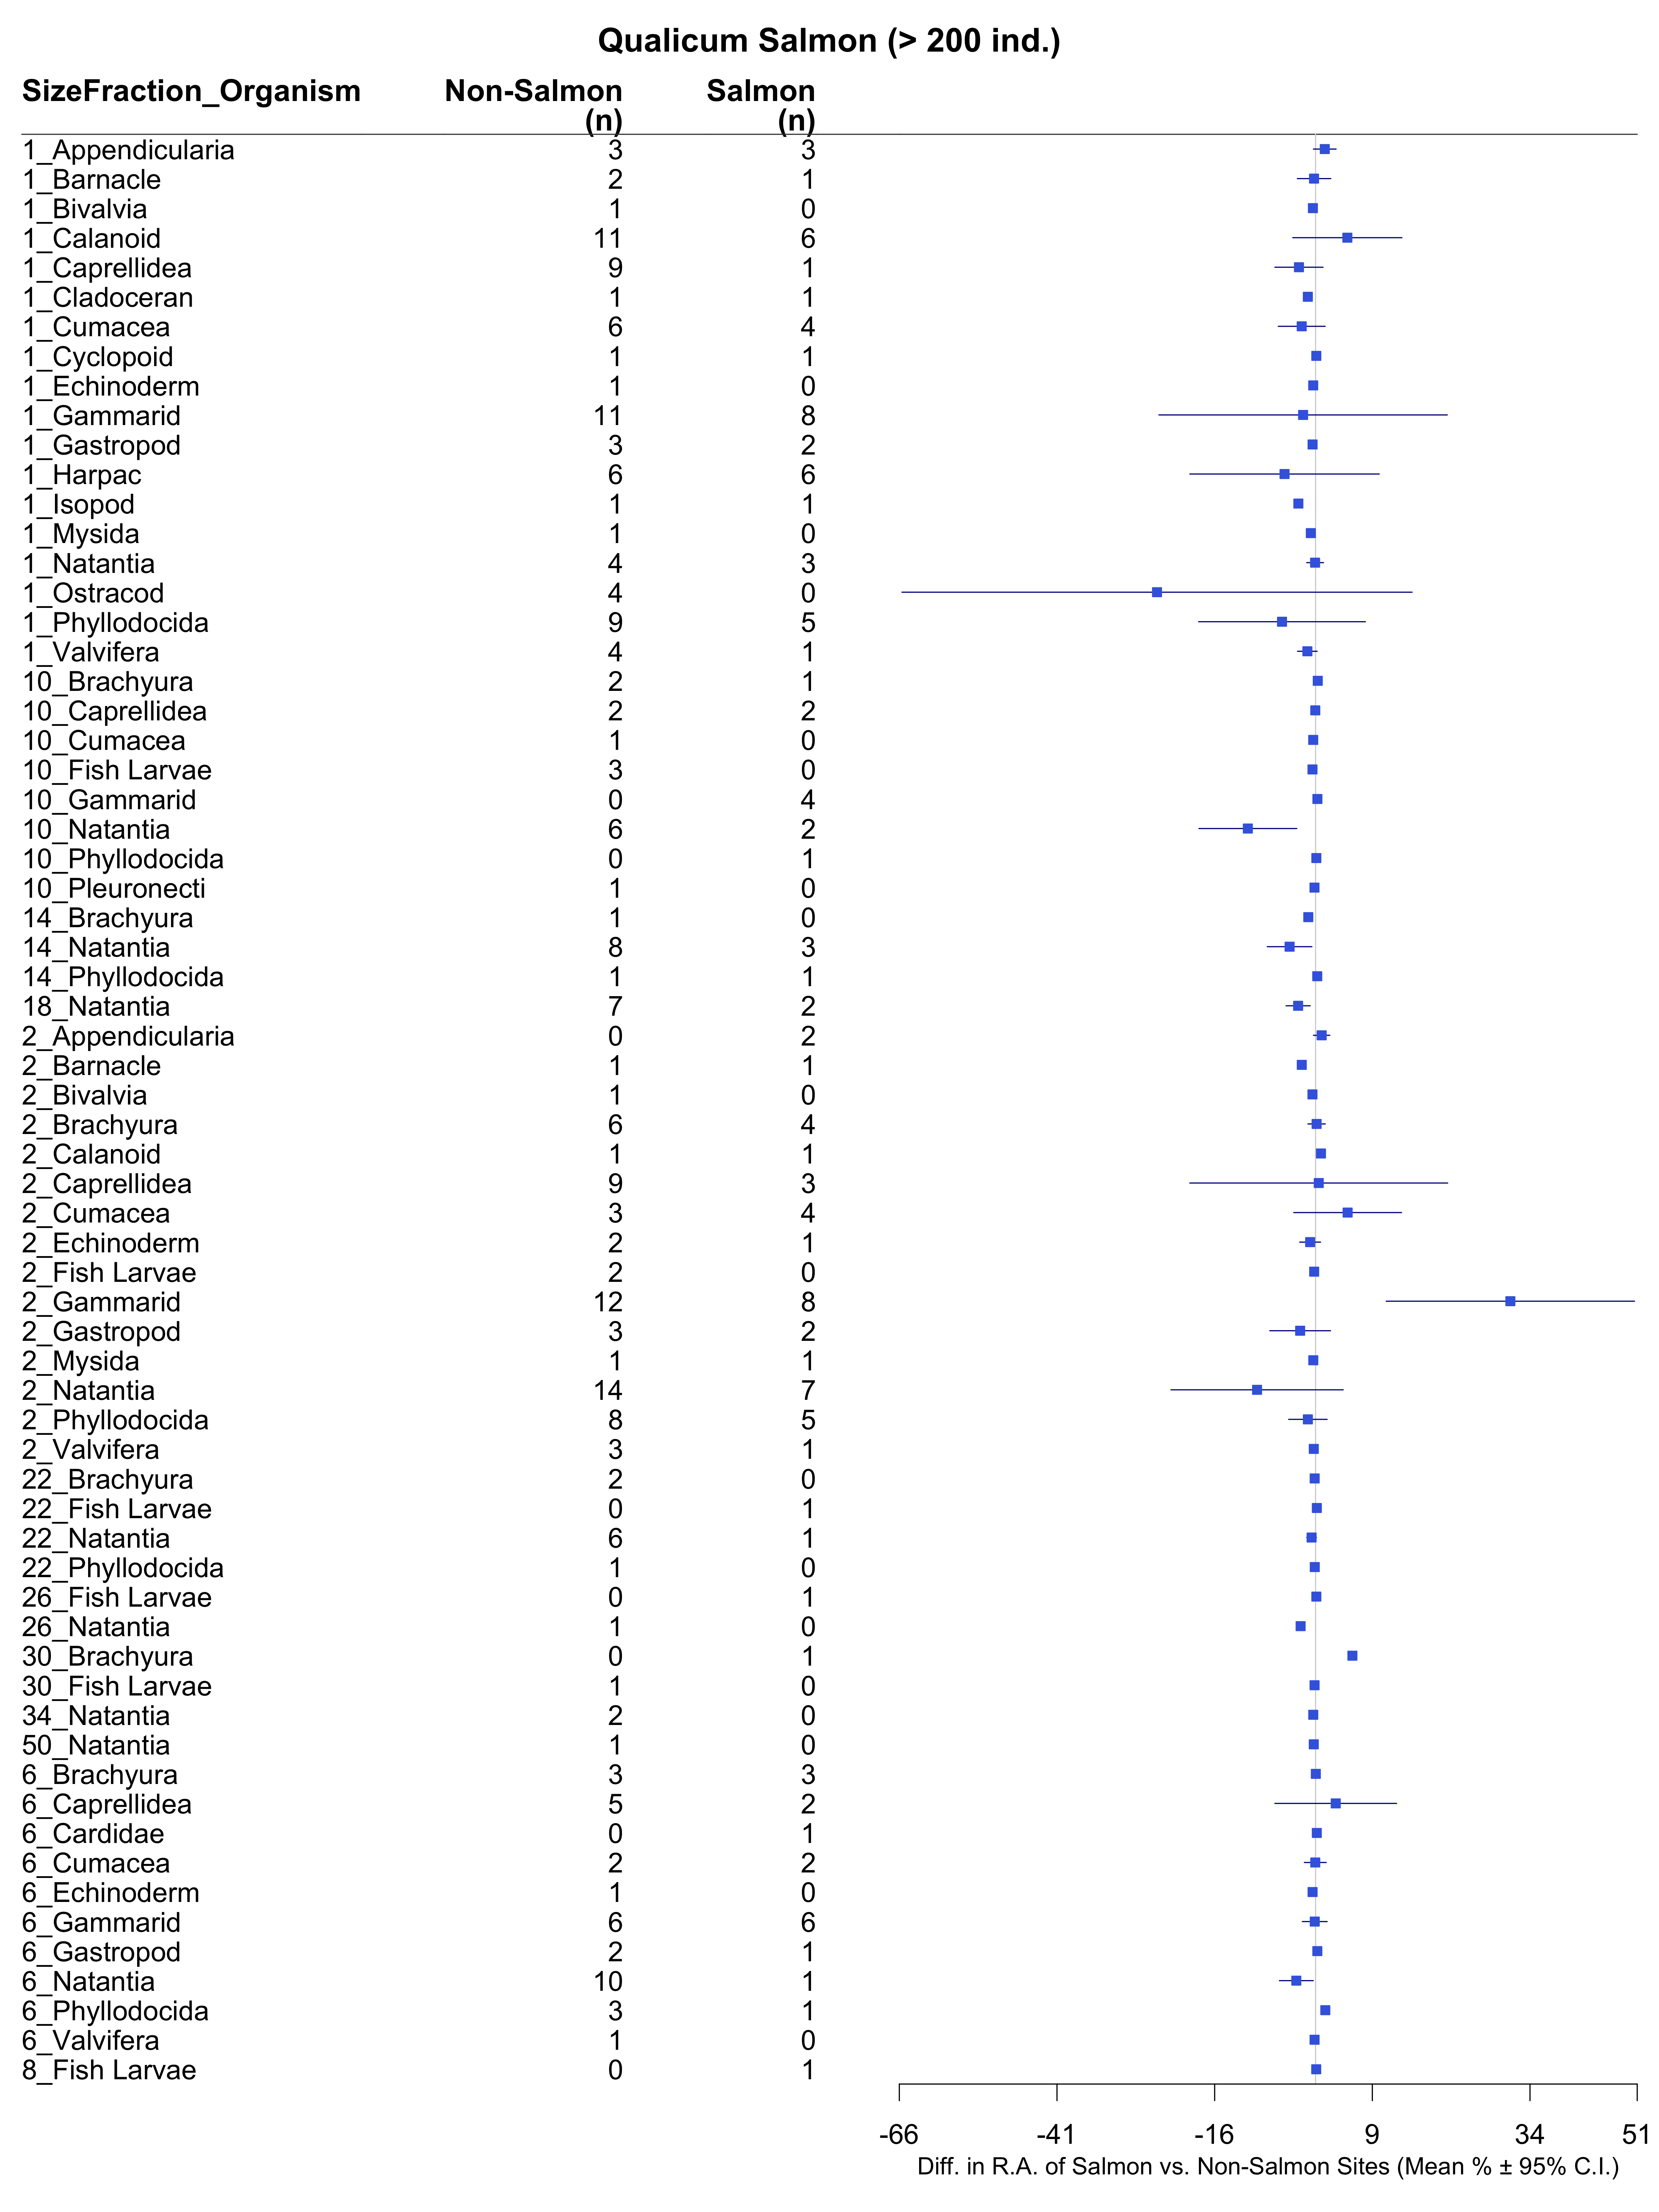 Qualicum Salmon (> 200 ind.)
SizeFraction_Organism Non-Salmon Salmon
(n) (n)
1_Appendicularia 3 3
1_Barnacle 2 1
1_Bivalvia 1 0
1_Calanoid 11 6
1_Caprellidea 9 1
1_Cladoceran 1 1
1_Cumacea 6 4
1_Cyclopoid 1 1
1_Echinoderm 1 0
1_Gammarid 11 8
1_Gastropod 3 2
1_Harpac 6 6
1_Isopod 1 1
1_Mysida 1 0
1_Natantia 4 3
1_Ostracod 4 0
1_Phyllodocida 9 5
1_Valvifera 4 1
10_Brachyura 2 1
10_Caprellidea 2 2
10_Cumacea 1 0
10_Fish Larvae 3 0
10_Gammarid 0 4
10_Natantia 6 2
10_Phyllodocida 0 1
10_Pleuronecti 1 0
14_Brachyura 1 0
14_Natantia 8 3
14_Phyllodocida 1 1
18_Natantia 7 2
2_Appendicularia 0 2
2_Barnacle 1 1
2_Bivalvia 1 0
2_Brachyura 6 4
2_Calanoid 1 1
2_Caprellidea 9 3
2_Cumacea 3 4
2_Echinoderm 2 1
2_Fish Larvae 2 0
2_Gammarid 12 8
2_Gastropod 3 2
2_Mysida 1 1
2_Natantia 14 7
2_Phyllodocida 8 5
2_Valvifera 3 1
22_Brachyura 2 0
22_Fish Larvae 0 1
22_Natantia 6 1
22_Phyllodocida 1 0
26_Fish Larvae 0 1
26_Natantia 1 0
30_Brachyura 0 1
30_Fish Larvae 1 0
34_Natantia 2 0
50_Natantia 1 0
6_Brachyura 3 3
6_Caprellidea 5 2
6_Cardidae 0 1
6_Cumacea 2 2
6_Echinoderm 1 0
6_Gammarid 6 6
6_Gastropod 2 1
6_Natantia 10 1
6_Phyllodocida 3 1
6_Valvifera 1 0
8_Fish Larvae 0 1
-66 -41 -16 9 34 51
Diff. in R.A. of Salmon vs. Non-Salmon Sites (Mean % ± 95% C.I.)